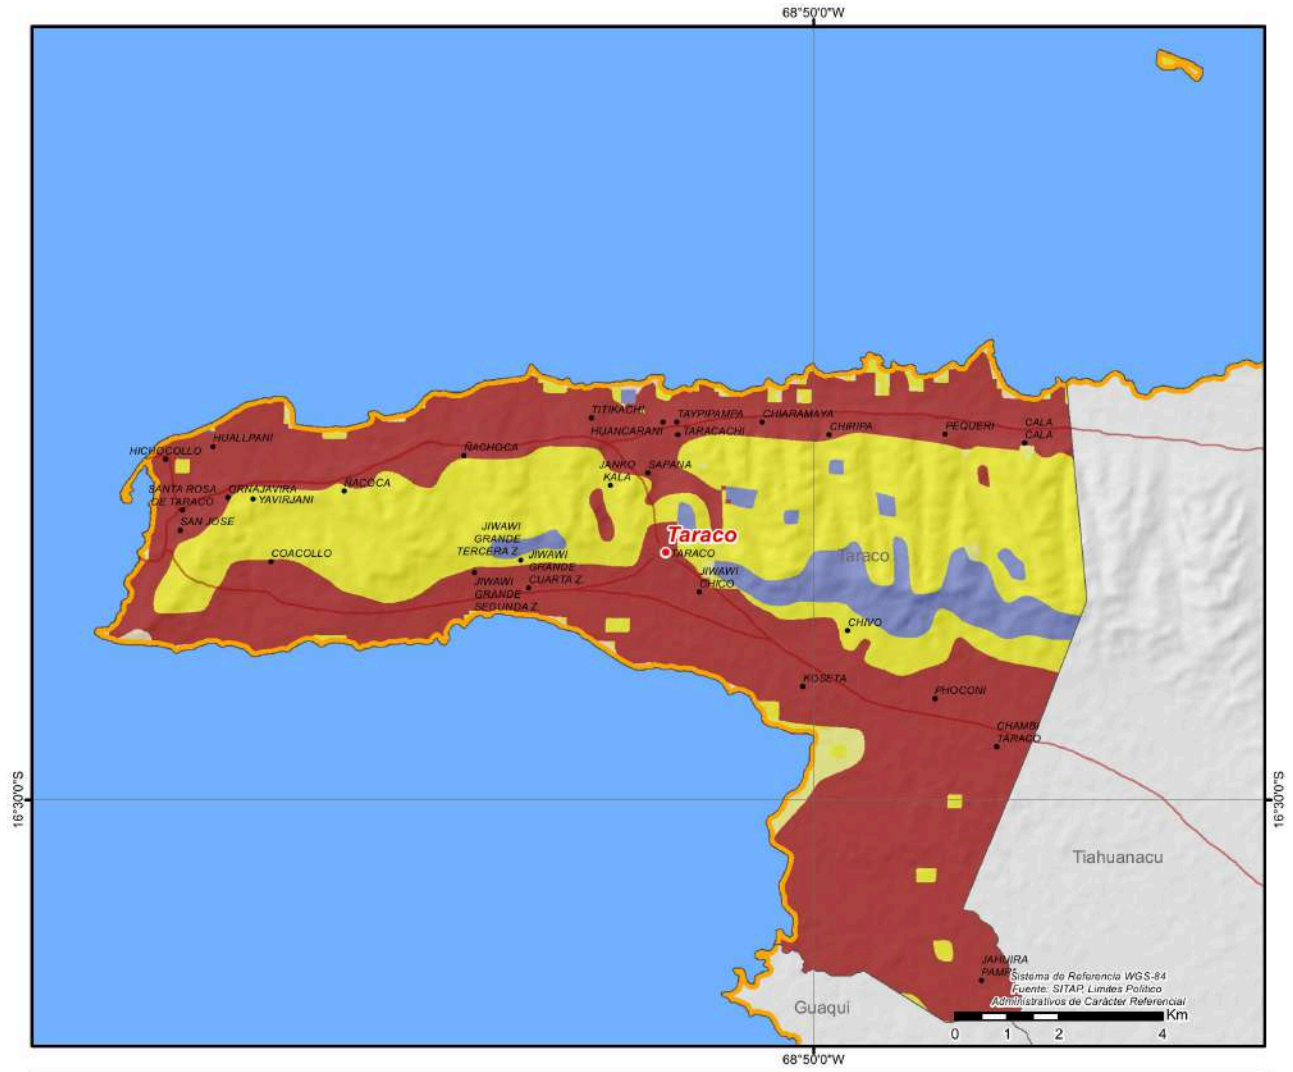 68°50'0"W
TITIKACHI
TAYPIPAMPA
CHIARAMAYA
HUANCARANI
TARACACHI
CHIRIPA
PEQUERI
CALA
CALA
HUALLPANI
HICHOCOLLO
ÑACHOCA
JANKO
KALA
SAPANA
ÑACOCA
SANTA ROSA
DE TARACO
ORNAJAVIRA
YAVIRJANI
SAN JOSE
JIWAWI
GRANDE
TERCERA Z.
Taraco
TARACO
Taraco
COACOLLO
JIWAWI
GRANDE
CUARTA Z.
JIWAWI
GRANDE
SEGUNDA Z.
JIWAWI
CHICO
CHIVO
KOSETA
PHOCONI
CHAMBI
TARACO
16°30'0"S
16°30'0"S
Tiahuanacu
JAHUIRA
PAMPA
Sistema de Referencia WGS-84
Fuente: SITAP, Limites Politico
Administrativos de Carácter Referencial
Guaqui
Km
0 1 2 4
68°50'0"W